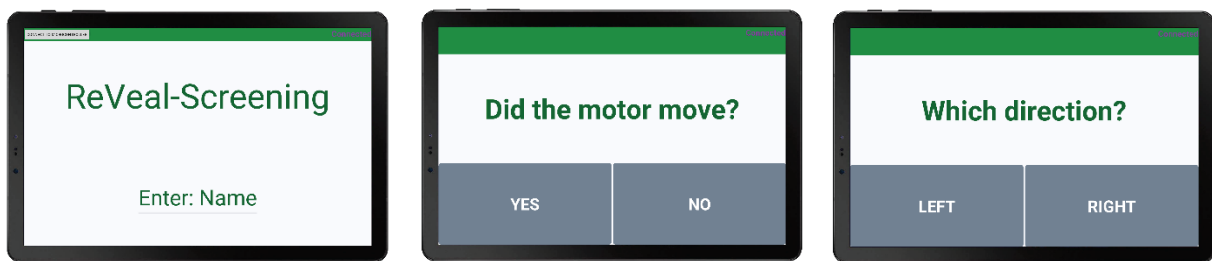 ReVeal-Screening
Enter: Name
Did the motor move?
YES
NO
Which direction?
LEFT
RIGHT